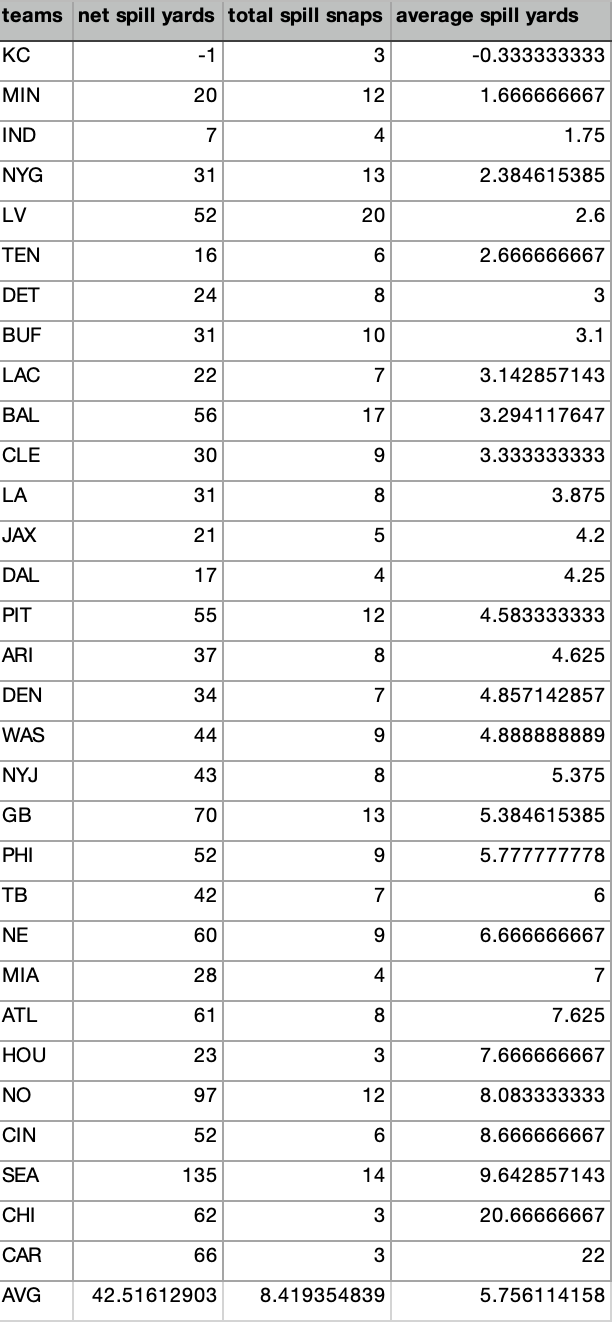 teams net spill yards total spill snaps average spill yards
KC -1 3 -0.333333333
MIN 20 12 1.666666667
IND 7 4 1.75
NYG 31 13 2.384615385
LV 52 20 2.6
TEN 16 6 2.666666667
DET 24 8 3
BUF 31 10 3.1
LAC 22 7 3.142857143
BAL 56 17 3.294117647
CLE 30 9 3.333333333
LA 31 8 3.875
JAX 21 5 4.2
DAL 17 4 4.25
PIT 55 12 4.583333333
ARI 37 8 4.625
DEN 34 7 4.857142857
WAS 44 9 4.888888889
NYJ 43 8 5.375
GB 70 13 5.384615385
PHI 52 9 5.777777778
TB 42 7 6
NE 60 9 6.666666667
MIA 28 4 7
ATL 61 8 7.625
HOU 23 3 7.666666667
NO 97 12 8.083333333
CIN 52 6 8.666666667
SEA 135 14 9.642857143
CHI 62 3 20.66666667
CAR 66 3 22
AVG 42.51612903 8.419354839 5.756114158